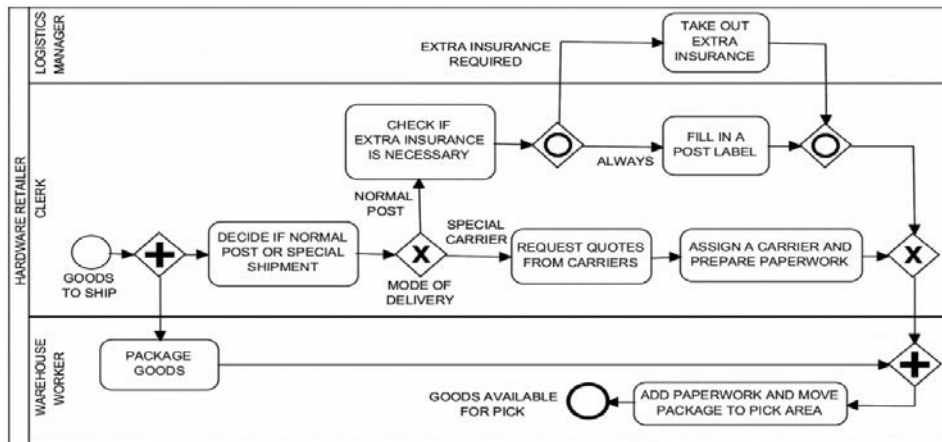 HARDWARE RETAILER
LOGISTICS
MANAGER
EXTRA INSURANCE
REQUIRED
TAKE OUT
EXTRA
INSURANCE
CLERK
CHECK IF
EXTRA INSURANCE
IS NECESSARY
ALWAYS
FILL IN A
POST LABEL
NORMAL
POST
GOODS
TO SHIP
DECIDE IF NORMAL
POST OR SPECIAL
SHIPMENT
X
MODE OF
DELIVERY
SPECIAL
CARRIER
REQUEST QUOTES
FROM CARRIERS
ASSIGN A CARRIER AND
PREPARE PAPERWORK
X
WAREHOUSE
WORKER
PACKAGE
GOODS
GOODS AVAILABLE
FOR PICK
ADD PAPERWORK AND MOVE
PACKAGE TO PICK AREA